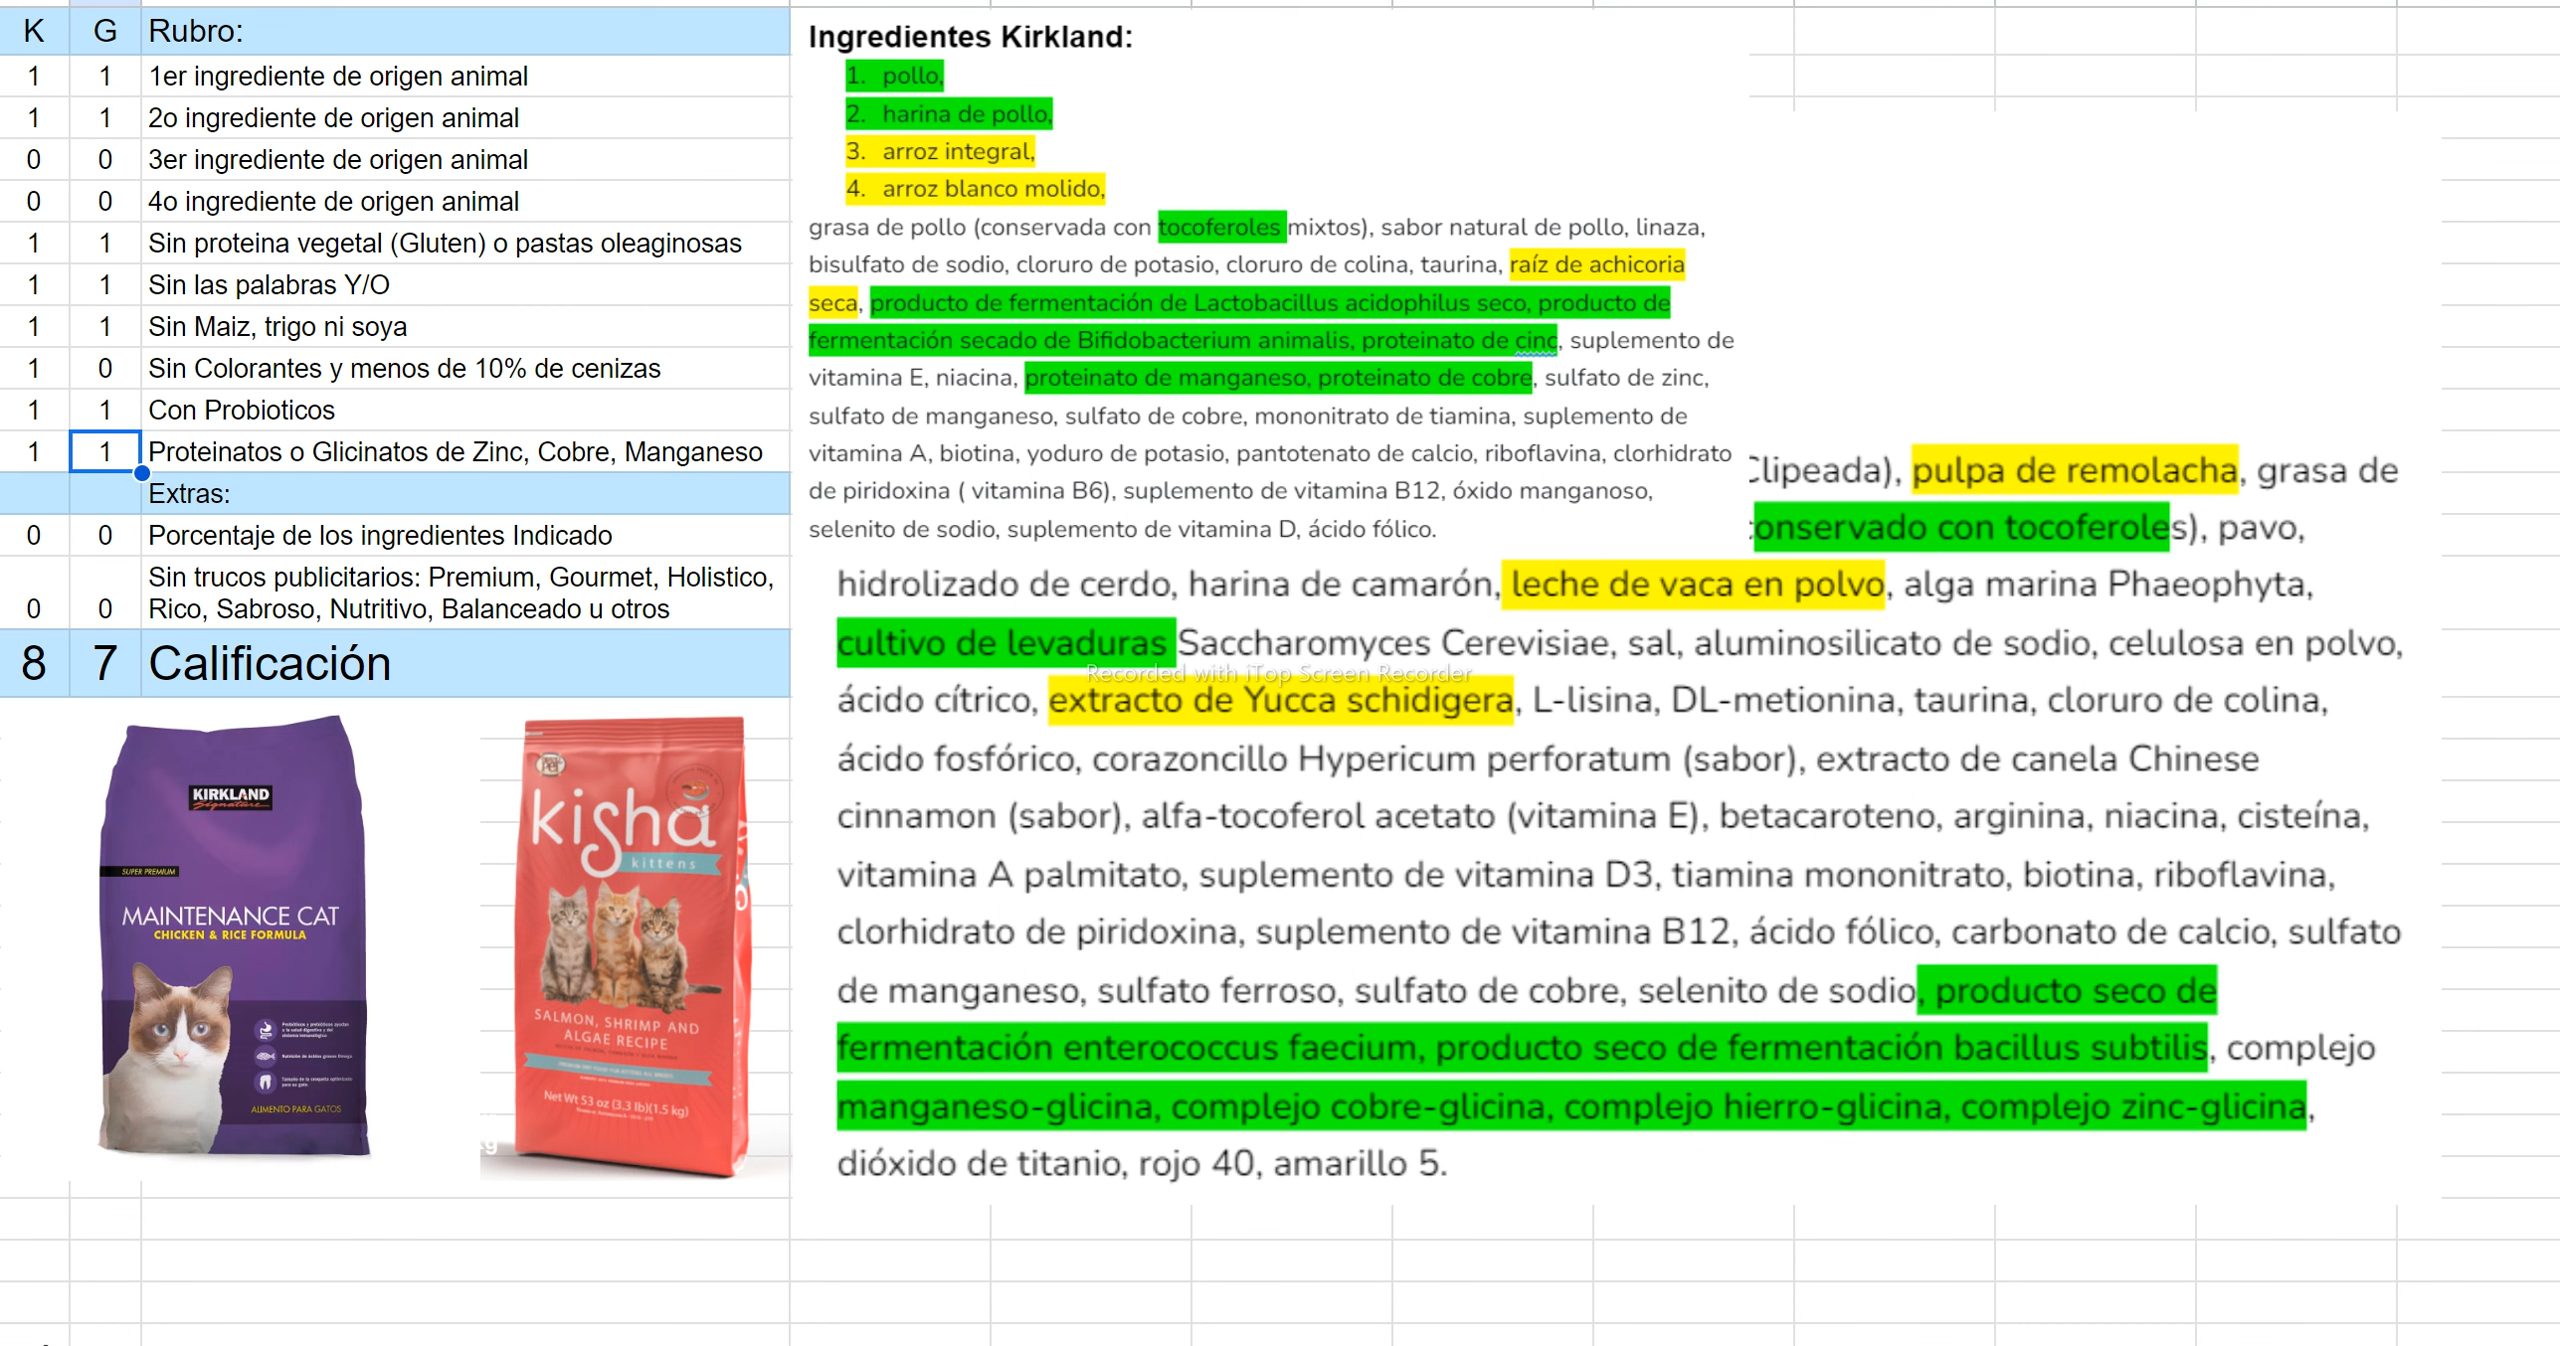 K G Rubro:
1 1 1er ingrediente de origen animal
1 1 2o ingrediente de origen animal
0 0 3er ingrediente de origen animal
0 0 4o ingrediente de origen animal
1 1 Sin proteina vegetal (Gluten) o pastas oleaginosas
1 1 Sin las palabras Y/O
1 1 Sin Maiz, trigo ni soya
1 0 Sin Colorantes y menos de 10% de cenizas
1 1 Con Probioticos
1 1 Proteinatos o Glicinatos de Zinc, Cobre, Manganeso
Extras:
0 0 Porcentaje de los ingredientes Indicado
Sin trucos publicitarios: Premium, Gourmet, Holistico,
0 0 Rico, Sabroso, Nutritivo, Balanceado u otros
8 7 Calificación
KIRKLAND
Signature
SUPER PREMIUM
MAINTENANCE CAT
CHICKEN & RICE FORMULA
ALIMENTO PARA GATOS
kisha
kittens
SALMON, SHRIMP AND
ALGAE RECIPE
Net Wt 53 oz (3.3 lb)(1.5 kg)
Ingredientes Kirkland:
1. pollo,
2. harina de pollo,
3. arroz integral,
4. arroz blanco molido,
grasa de pollo (conservada con tocoferoles mixtos), sabor natural de pollo, linaza,
bisulfato de sodio, cloruro de potasio, cloruro de colina, taurina, raíz de achicoria
seca, producto de fermentación de Lactobacillus acidophilus seco, producto de
fermentación secado de Bifidobacterium animalis, proteinato de cinc, suplemento de
vitamina E, niacina, proteinato de manganeso, proteinato de cobre, sulfato de zinc,
sulfato de manganeso, sulfato de cobre, mononitrato de tiamina, suplemento de
vitamina A, biotina, yoduro de potasio, pantotenato de calcio, riboflavina, clorhidrato
de piridoxina ( vitamina B6), suplemento de vitamina B12, óxido manganoso,
selenito de sodio, suplemento de vitamina D, ácido fólico.
Clipeada), pulpa de remolacha, grasa de
conservado con tocoferoles), pavo,
hidrolizado de cerdo, harina de camarón, leche de vaca en polvo, alga marina Phaeophyta,
cultivo de levaduras Saccharomyces Cerevisiae, sal, aluminosilicato de sodio, celulosa en polvo,
Recorded with iTop Screen Recorder
ácido cítrico, extracto de Yucca schidigera, L-lisina, DL-metionina, taurina, cloruro de colina,
ácido fosfórico, corazoncillo Hypericum perforatum (sabor), extracto de canela Chinese
cinnamon (sabor), alfa-tocoferol acetato (vitamina E), betacaroteno, arginina, niacina, cisteína,
vitamina A palmitato, suplemento de vitamina D3, tiamina mononitrato, biotina, riboflavina,
clorhidrato de piridoxina, suplemento de vitamina B12, ácido fólico, carbonato de calcio, sulfato
de manganeso, sulfato ferroso, sulfato de cobre, selenito de sodio, producto seco de
fermentación enterococcus faecium, producto seco de fermentación bacillus subtilis, complejo
manganeso-glicina, complejo cobre-glicina, complejo hierro-glicina, complejo zinc-glicina,
dióxido de titanio, rojo 40, amarillo 5.